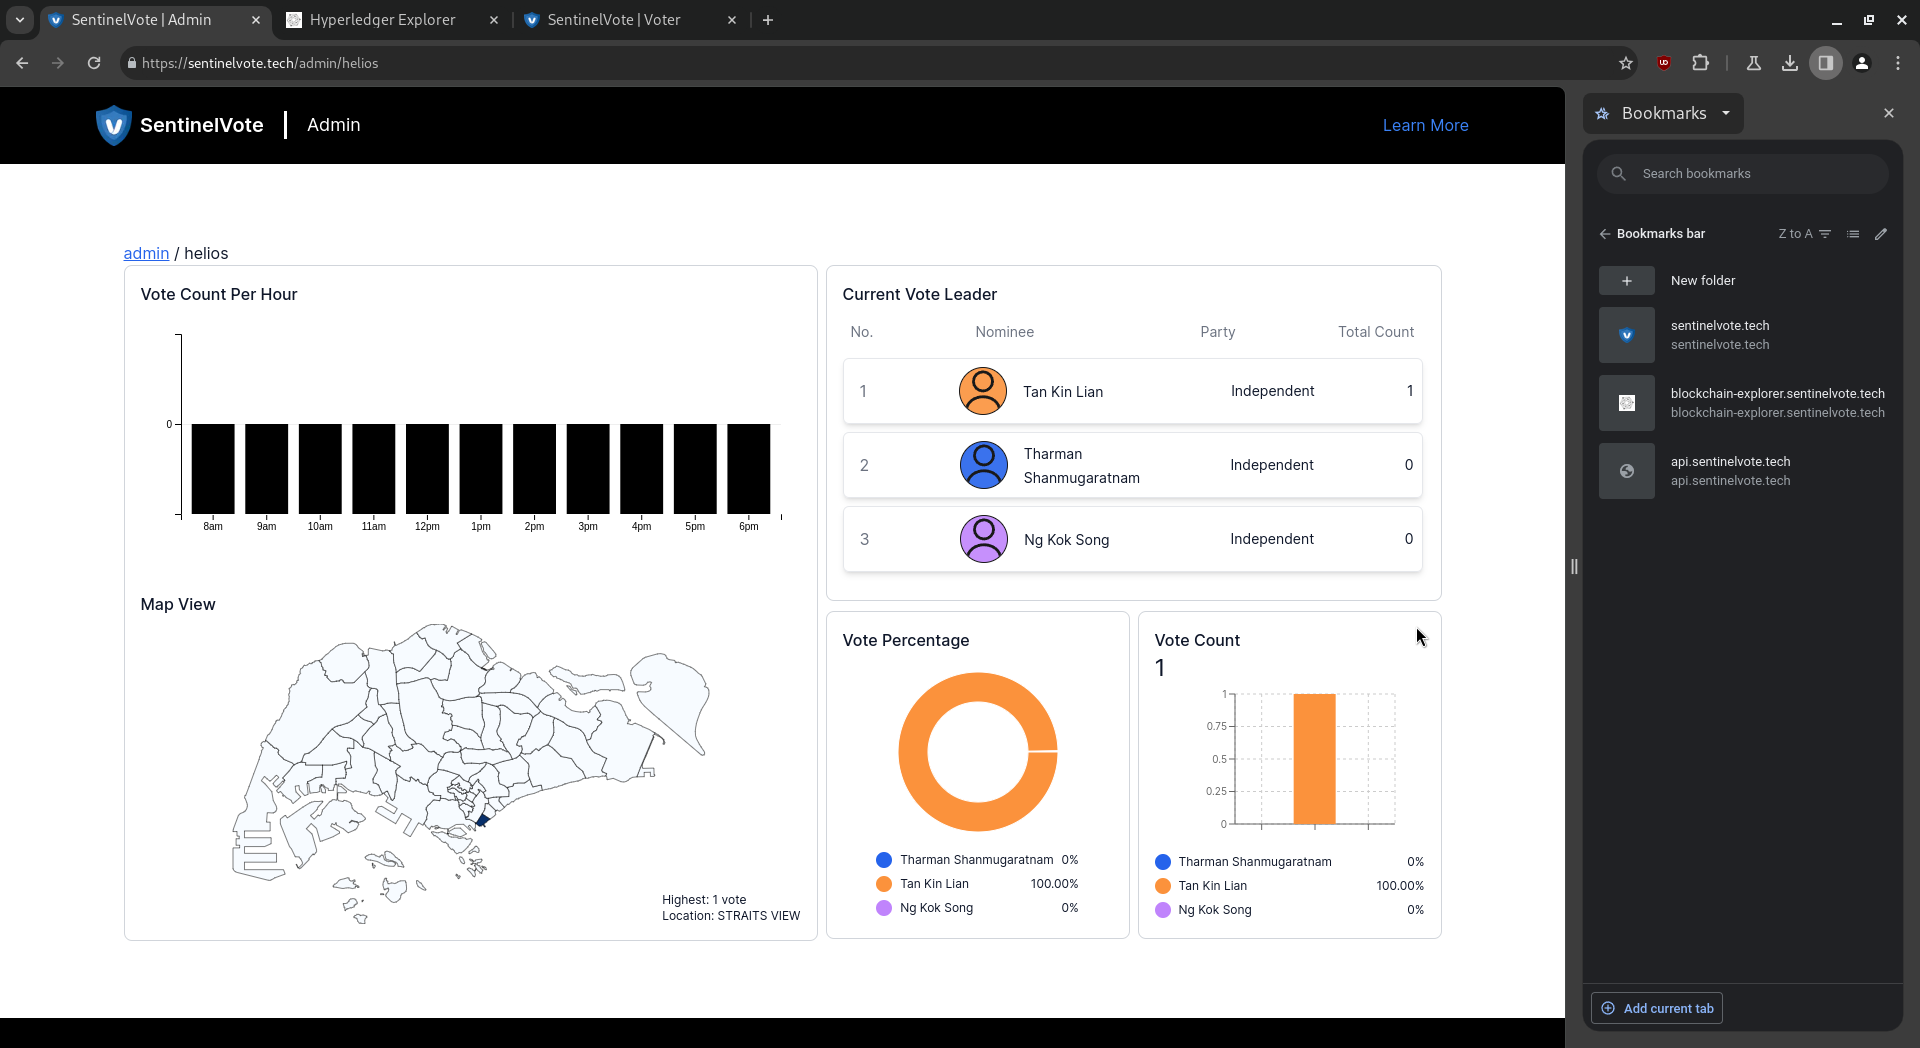 SentinelVote | Admin
Hyperledger Explorer
SentinelVote | Voter
https://sentinelvote.tech/admin/helios
SentinelVote
Admin
Learn More
admin / helios
Vote Count Per Hour
0
8am 9am 10am 11am 12pm 1pm 2pm 3pm 4pm 5pm 6pm
Map View
Highest: 1 vote
Location: STRAITS VIEW
Current Vote Leader
No. Nominee Party Total Count
1 Tan Kin Lian Independent 1
2 Tharman Shanmugaratnam Independent 0
3 Ng Kok Song Independent 0
Vote Percentage
Tharman Shanmugaratnam 0%
Tan Kin Lian 100.00%
Ng Kok Song 0%
Vote Count
1
1
0.75
0.5
0.25
0
Tharman Shanmugaratnam 0%
Tan Kin Lian 100.00%
Ng Kok Song 0%
Bookmarks
Search bookmarks
Bookmarks bar
Z to A
New folder
sentinelvote.tech
sentinelvote.tech
blockchain-explorer.sentinelvote.tech
blockchain-explorer.sentinelvote.tech
api.sentinelvote.tech
api.sentinelvote.tech
Add current tab